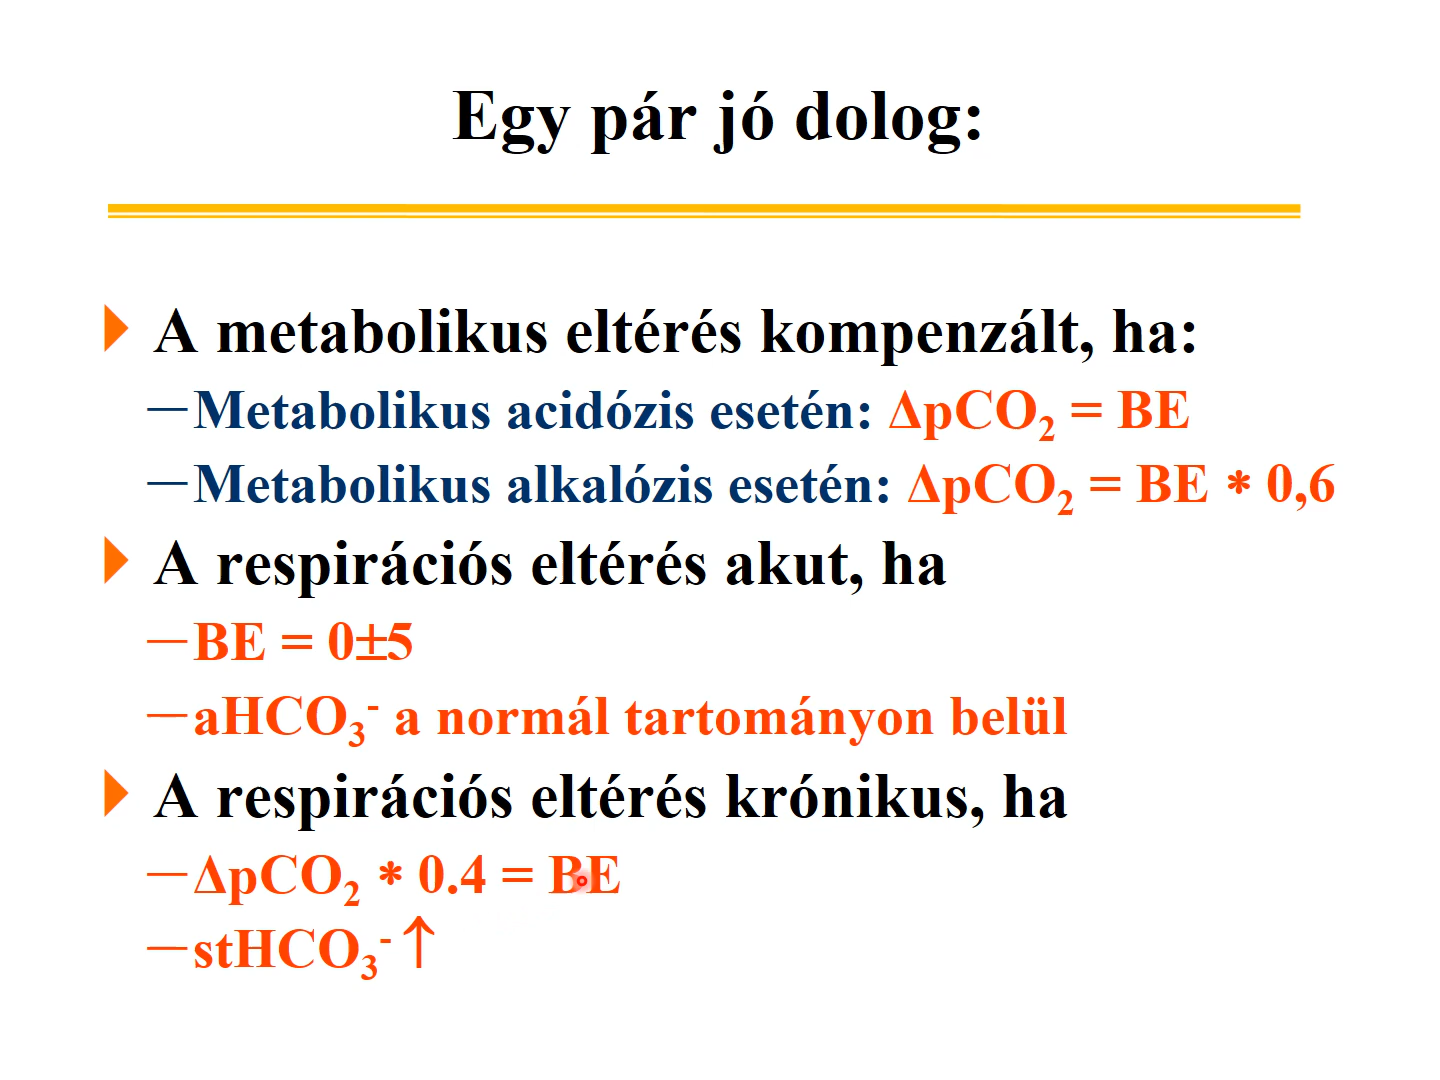 Egy pár jó dolog:
A metabolikus eltérés kompenzált, ha:
—Metabolikus acidózis esetén: ΔpCO₂ = BE
—Metabolikus alkalózis esetén: ΔpCO₂ = BE * 0,6
A respirációs eltérés akut, ha
—BE = 0±5
—aHCO₃⁻ a normál tartományon belül
A respirációs eltérés krónikus, ha
—ΔpCO₂ * 0.4 = BE
—stHCO₃⁻↑